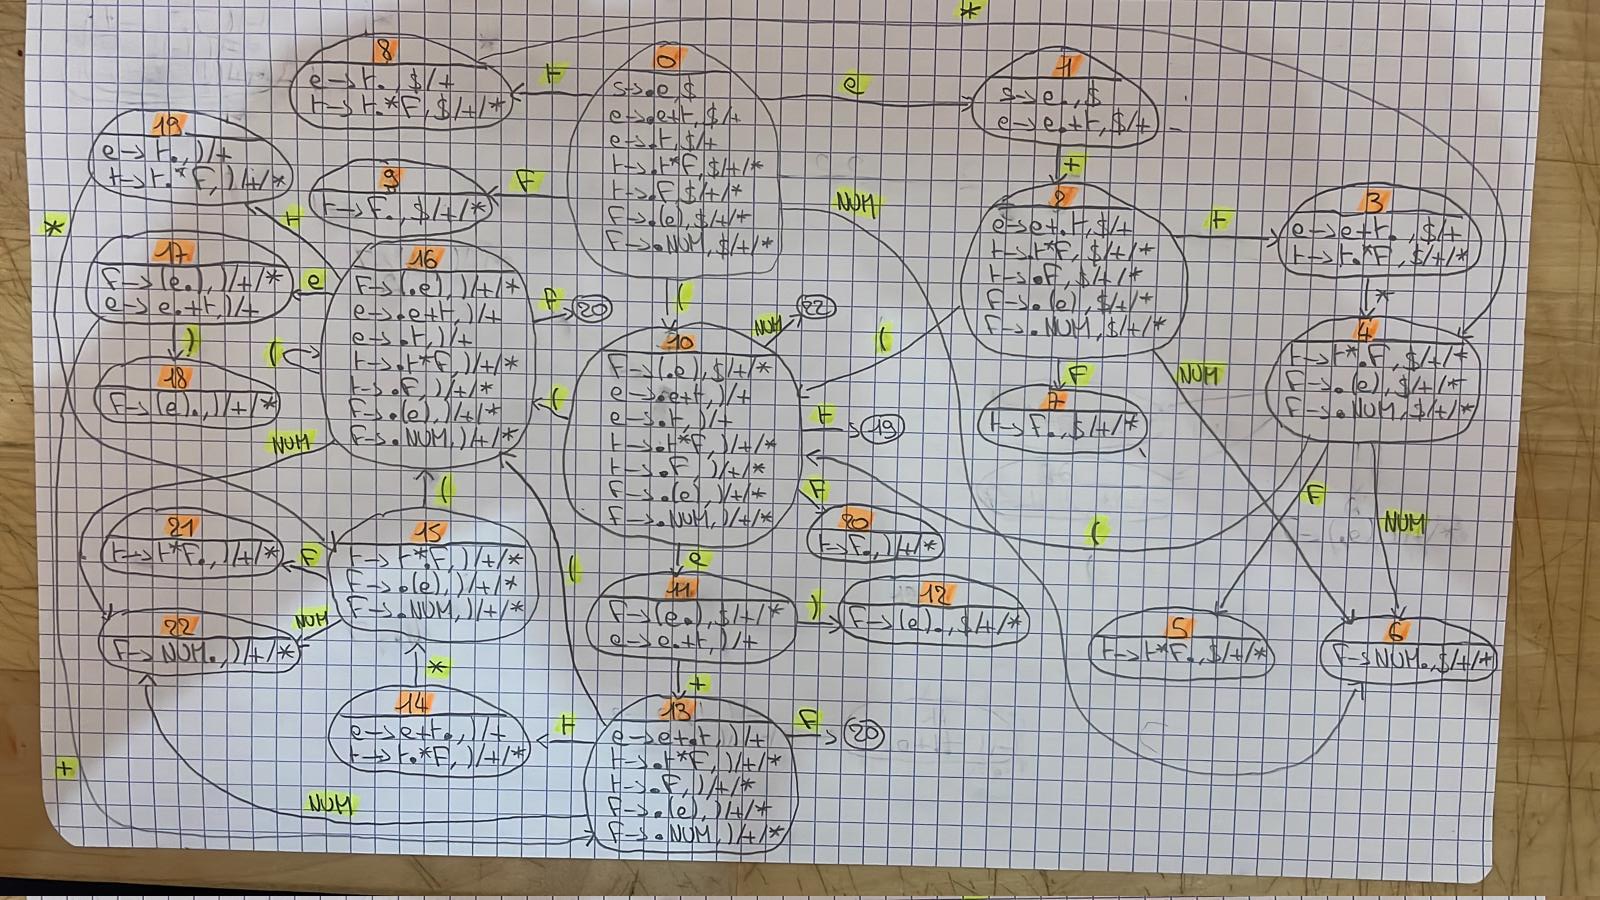 *
8
e→t., $/+
t→t.*F, $/+/*
t
0
s→.e $
e→.e+t, $/+
e→.t, $/+
t→.t*F, $/+/*
t→.F, $/+/*
F→.(e), $/+/*
F→.NUM, $/+/*
e
1
s→e., $
e→e.+t, $/+
19
e→t., )/+
t→t.*F, )/+/*
9
t→F., $/+/*
F
NUM
+
2
e→e+.t, $/+
t→.t*F, $/+/*
t→.F, $/+/*
F→.(e), $/+/*
F→.NUM, $/+/*
t
3
e→e+t., $/+
t→t.*F, $/+/*
*
*
t
17
F→(e.), )/+/*
e→e.+t, )/+
e
16
F→(.e), )/+/*
e→.e+t, )/+
e→.t, )/+
t→.t*F, )/+/*
t→.F, )/+/*
F→.(e), )/+/*
F→.NUM, )/+/*
F
20
(
NUM
22
10
F→(.e), $/+/*
e→.e+t, )/+
e→.t, )/+
t→.t*F, )/+/*
t→.F, )/+/*
F→.(e), )/+/*
F→.NUM, )/+/*
(
4
t→t*.F, $/+/*
F→.(e), $/+/*
F→.NUM, $/+/*
)
(
18
F→(e)., )/+/*
(
t
19
F
7
t→F., $/+/*
NUM
NUM
(
F
20
t→F., )/+/*
(
F
NUM
21
t→t*F., )/+/*
F
15
t→t*.F, )/+/*
F→.(e), )/+/*
F→.NUM, )/+/*
(
e
11
F→(e.), $/+/*
e→e.+t, )/+
)
12
F→(e)., $/+/*
22
F→NUM., )/+/*
NUM
5
t→t*F., $/+/*
6
F→NUM., $/+/*
*
+
14
e→e+t., )/+
t→t.*F, )/+/*
t
13
e→e+.t, )/+
t→.t*F, )/+/*
t→.F, )/+/*
F→.(e), )/+/*
F→.NUM, )/+/*
F
20
+
NUM